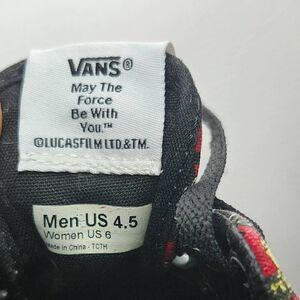 VANS®
May The
Force
Be With
You.™
©LUCASFILM LTD.&TM.
Men US 4.5
Women US 6
Made in China - TC7H